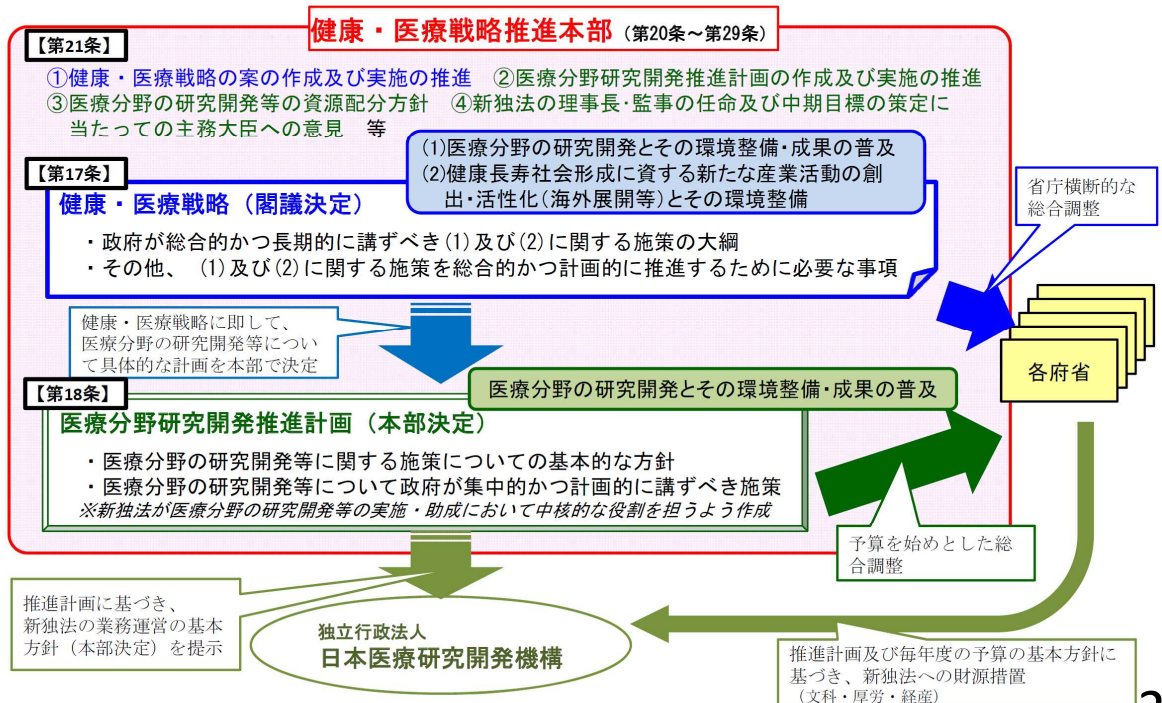 健康・医療戦略推進本部 (第20条～第29条)
【第21条】
①健康・医療戦略の案の作成及び実施の推進 ②医療分野研究開発推進計画の作成及び実施の推進
③医療分野の研究開発等の資源配分方針 ④新独法の理事長･監事の任命及び中期目標の策定に
当たっての主務大臣への意見 等
(1)医療分野の研究開発とその環境整備･成果の普及
(2)健康長寿社会形成に資する新たな産業活動の創
出･活性化(海外展開等)とその環境整備
【第17条】
健康・医療戦略（閣議決定）
・政府が総合的かつ長期的に講ずべき(1)及び(2)に関する施策の大綱
・その他、(1)及び(2)に関する施策を総合的かつ計画的に推進するために必要な事項
省庁横断的な
総合調整
健康・医療戦略に即して、
医療分野の研究開発等につい
て具体的な計画を本部で決定
各府省
【第18条】
医療分野の研究開発とその環境整備･成果の普及
医療分野研究開発推進計画（本部決定）
・医療分野の研究開発等に関する施策についての基本的な方針
・医療分野の研究開発等について政府が集中的かつ計画的に講ずべき施策
※新独法が医療分野の研究開発等の実施・助成において中核的な役割を担うよう作成
予算を始めとした総
合調整
推進計画に基づき、
新独法の業務運営の基本
方針（本部決定）を提示
独立行政法人
日本医療研究開発機構
推進計画及び毎年度の予算の基本方針に
基づき、新独法への財源措置
（文科・厚労・経産）